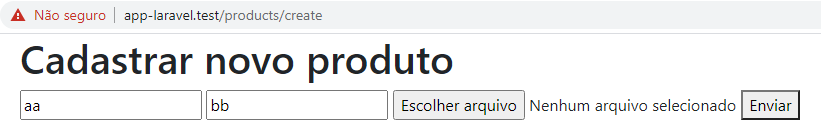 Não seguro | app-laravel.test/products/create
Cadastrar novo produto
aa bb Escolher arquivo Nenhum arquivo selecionado Enviar